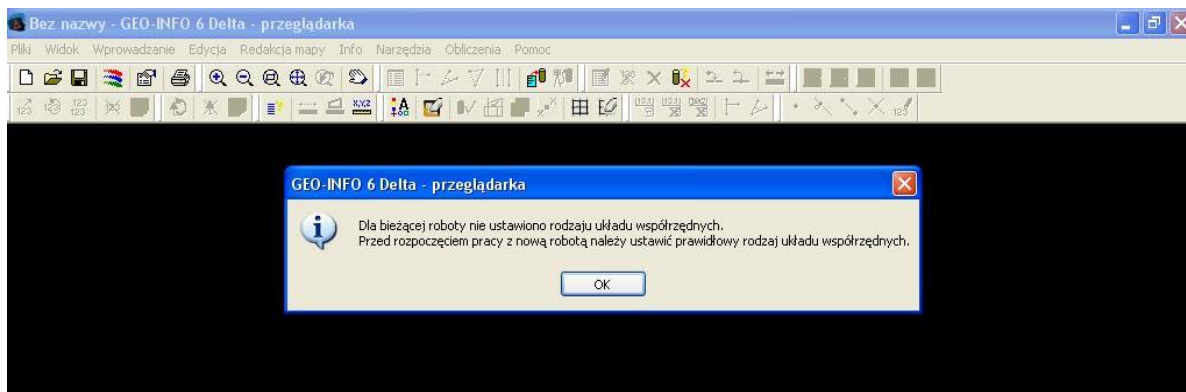 Bez nazwy - GEO-INFO 6 Delta - przeglądarka
Pliki Widok Wprowadzanie Edycja Redakcja mapy Info Narzędzia Obliczenia Pomoc
GEO-INFO 6 Delta - przeglądarka
Dla bieżącej roboty nie ustawiono rodzaju układu współrzędnych.
Przed rozpoczęciem pracy z nową robotą należy ustawić prawidłowy rodzaj układu współrzędnych.
OK